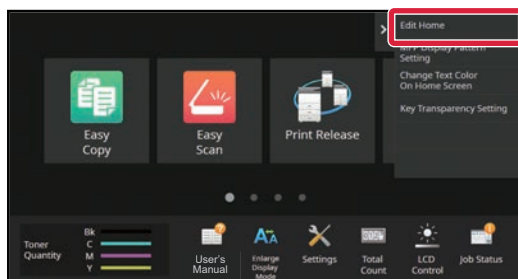 Edit Home
MFP Display Pattern
Setting
Change Text Color
On Home Screen
Key Transparency Setting
Easy
Copy
Easy
Scan
Print Release
Toner
Quantity
Bk
C
M
Y
User's
Manual
Enlarge
Display
Mode
Settings
Total
Count
LCD
Control
Job Status